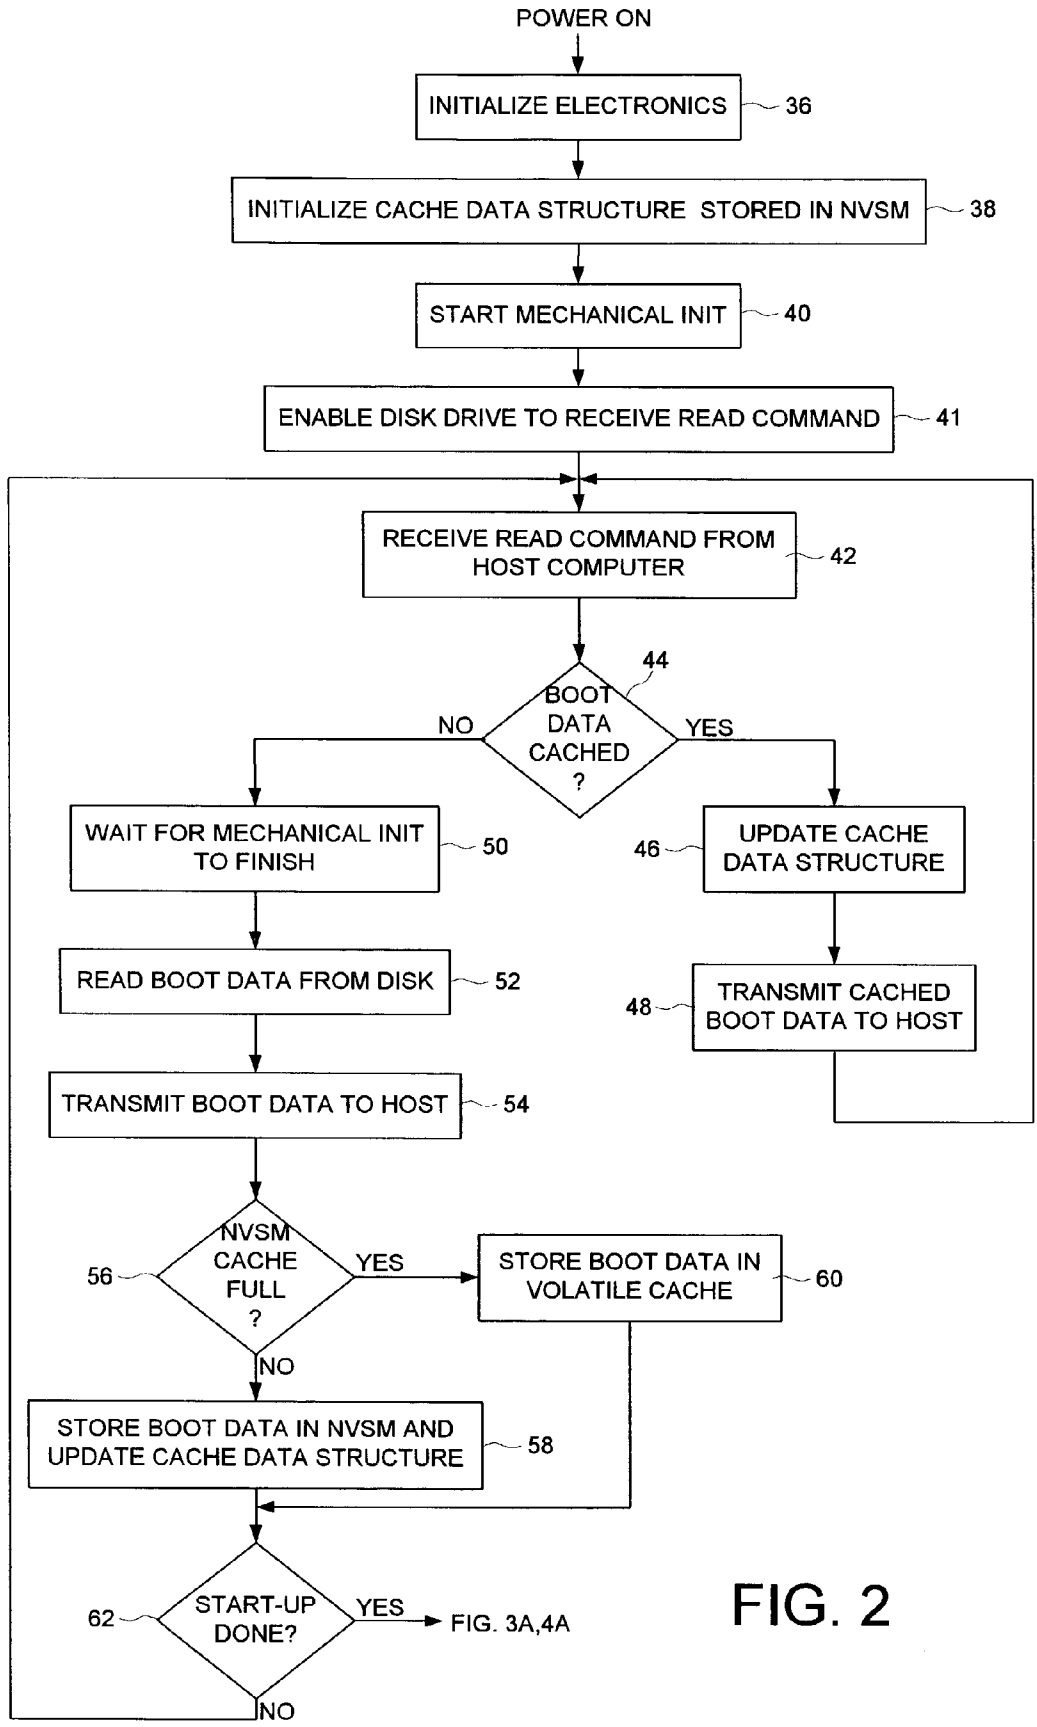 POWER ON
INITIALIZE ELECTRONICS
36
INITIALIZE CACHE DATA STRUCTURE STORED IN NVSM
38
START MECHANICAL INIT
40
ENABLE DISK DRIVE TO RECEIVE READ COMMAND
41
RECEIVE READ COMMAND FROM
HOST COMPUTER
42
44
BOOT
DATA
CACHED
?
NO
YES
WAIT FOR MECHANICAL INIT
TO FINISH
50
46
UPDATE CACHE
DATA STRUCTURE
READ BOOT DATA FROM DISK
52
48
TRANSMIT CACHED
BOOT DATA TO HOST
TRANSMIT BOOT DATA TO HOST
54
56
NVSM
CACHE
FULL
?
YES
STORE BOOT DATA IN
VOLATILE CACHE
60
NO
STORE BOOT DATA IN NVSM AND
UPDATE CACHE DATA STRUCTURE
58
62
START-UP
DONE?
YES
FIG. 3A,4A
NO
FIG. 2